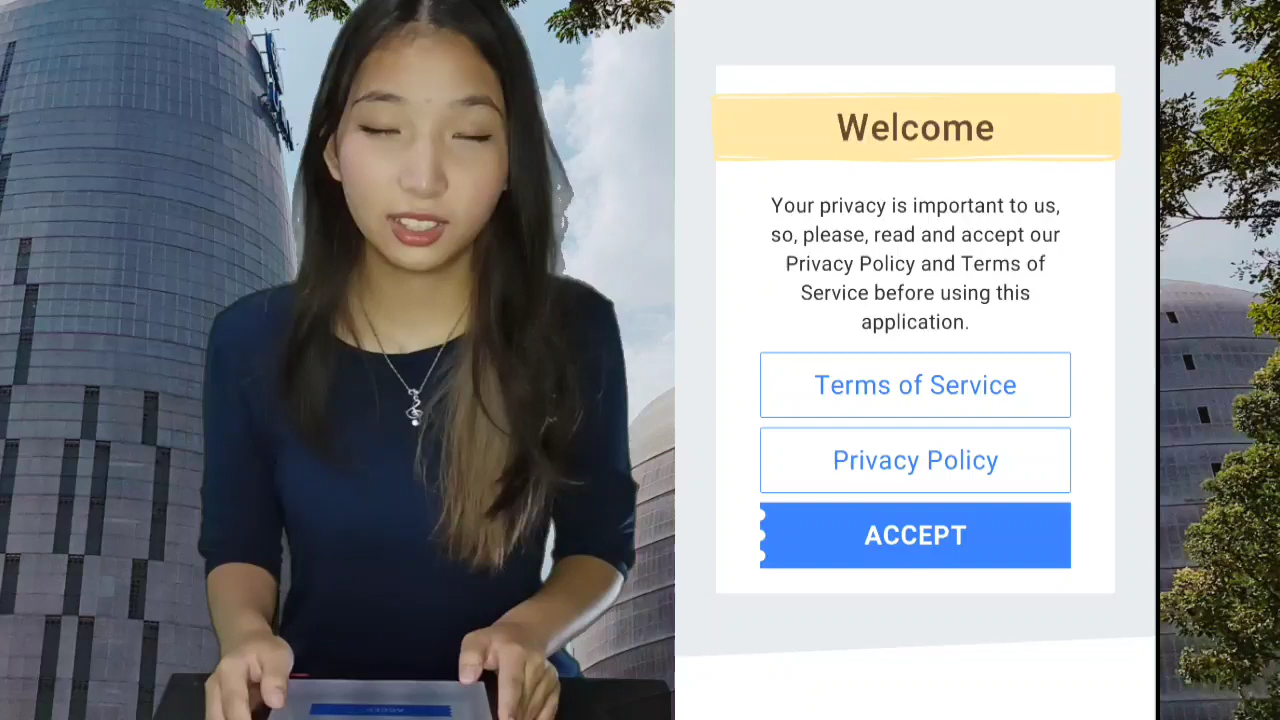 Welcome
Your privacy is important to us,
so, please, read and accept our
Privacy Policy and Terms of
Service before using this
application.
Terms of Service
Privacy Policy
ACCEPT